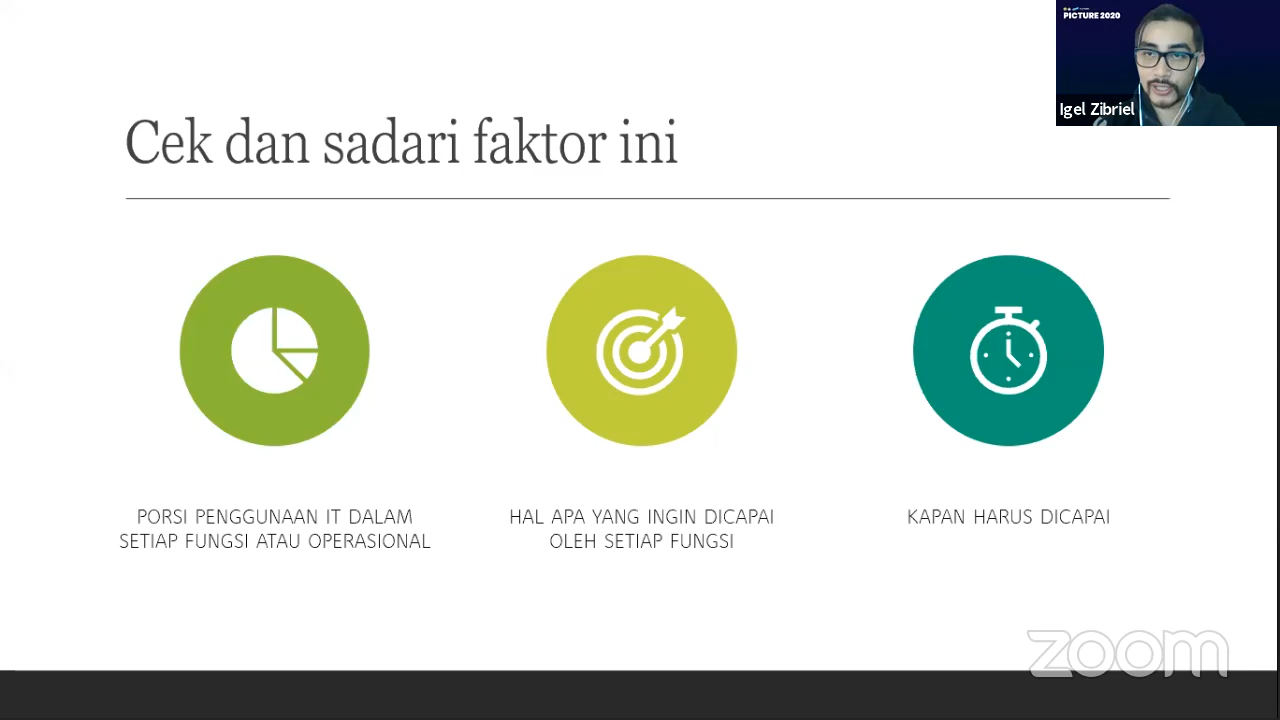 PICTURE 2020
Igel Zibriel
Cek dan sadari faktor ini
PORSI PENGGUNAAN IT DALAM
SETIAP FUNGSI ATAU OPERASIONAL
HAL APA YANG INGIN DICAPAI
OLEH SETIAP FUNGSI
KAPAN HARUS DICAPAI
zoom